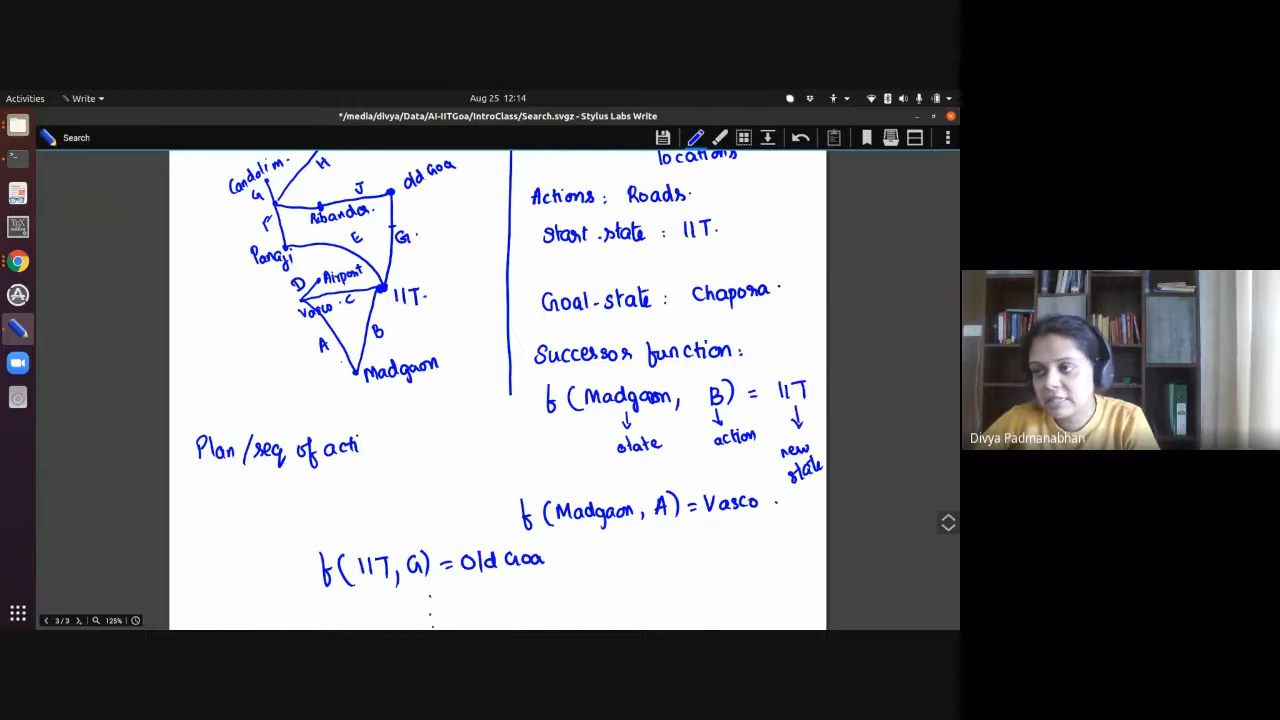 Activities
Write
Aug 25 12:14
*/media/divya/Data/AI-IITGoa/IntroClass/Search.svgz - Stylus Labs Write
Search
Candolim.
H
G
J
old Goa
Ribandar.
F
E
G.
Panaji
D
Airport
Vasco.
C
IIT.
A
B
Madgaon
locations
Actions: Roads.
Start-state : IIT.
Goal-state: Chapora.
Successor function:
f (Madgaon, B) = IIT
state
action
new
state
Plan/seq of acti
f (Madgaon, A) = Vasco .
f( IIT, G) = old Goa
3/3
125%
Divya Padmanabhan